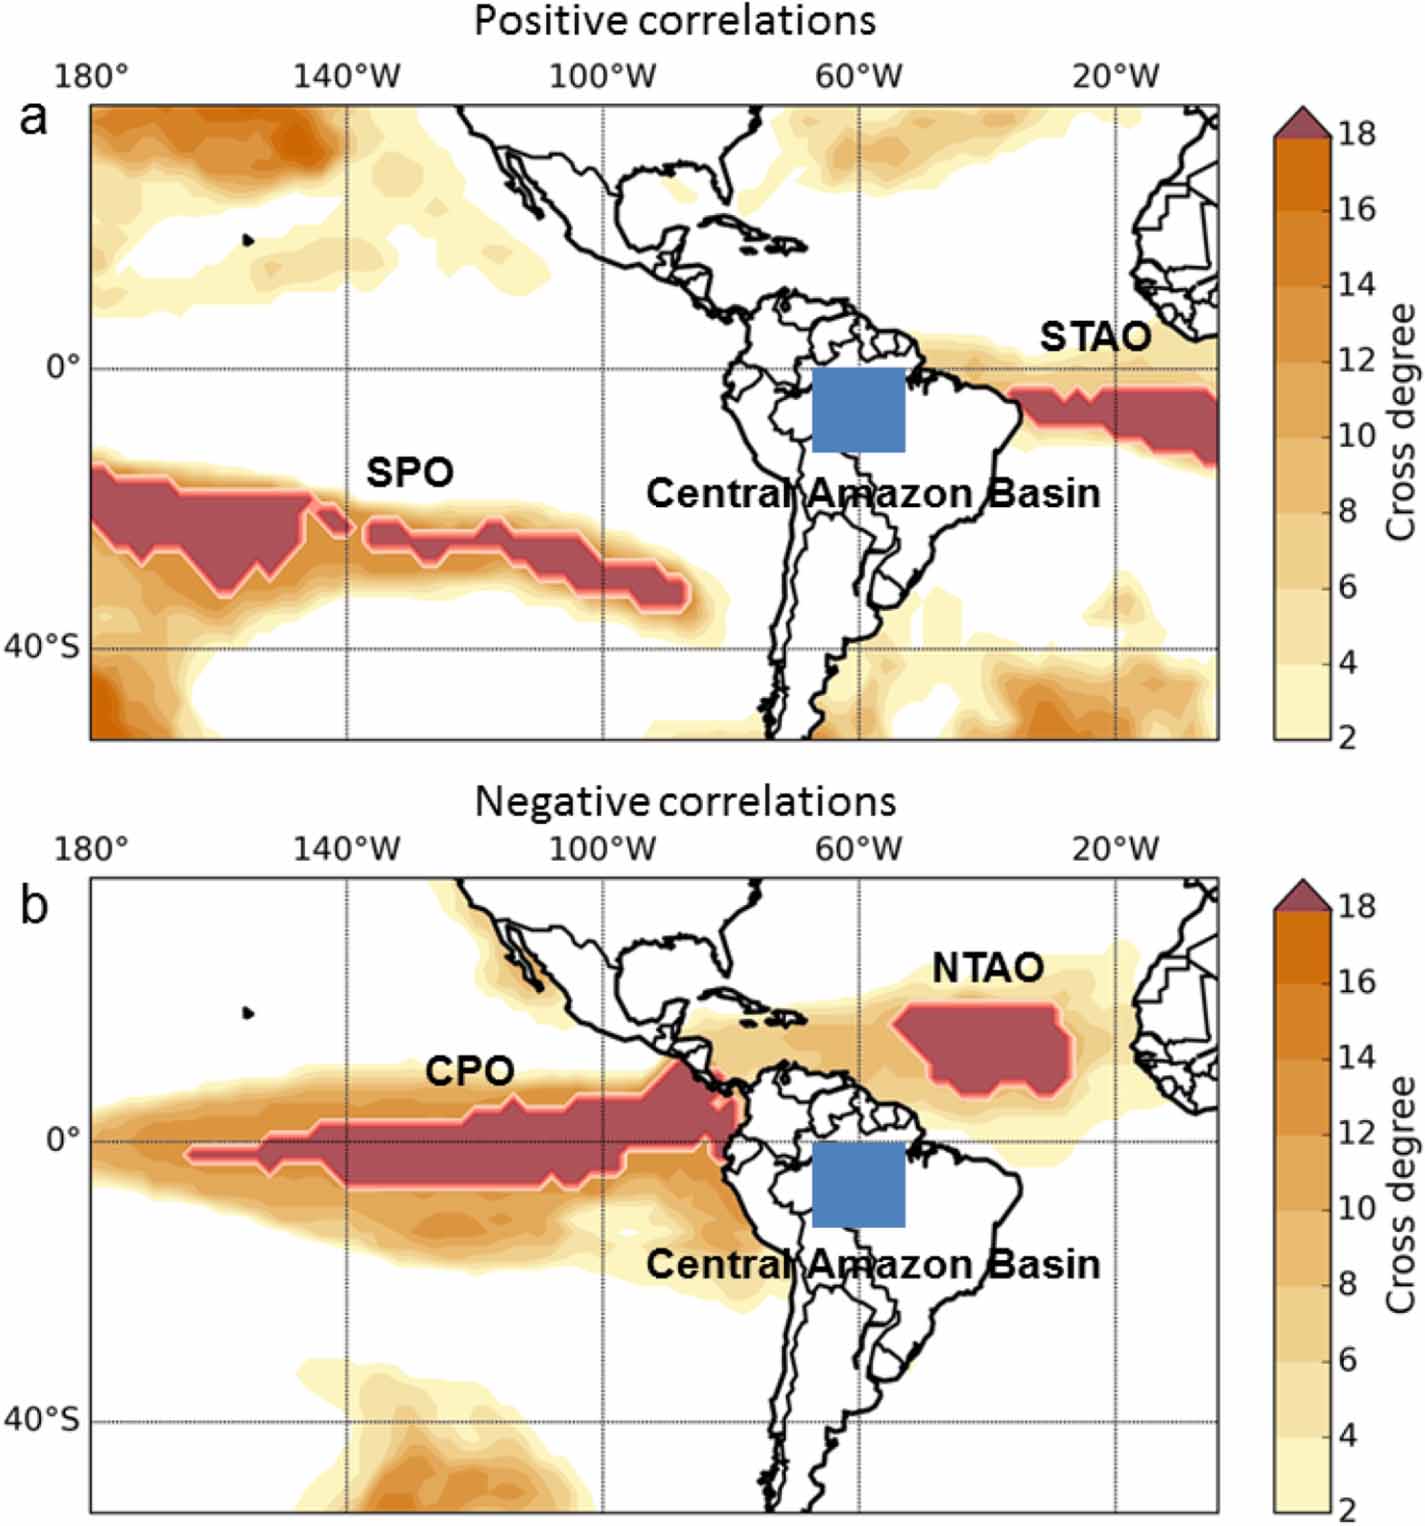 Positive correlations
180° 140°W 100°W 60°W 20°W
a
18
16
14
12
10
8
6
4
2
Cross degree
0°
40°S
STAO
SPO
Central Amazon Basin
Negative correlations
180° 140°W 100°W 60°W 20°W
b
18
16
14
12
10
8
6
4
2
Cross degree
0°
40°S
NTAO
CPO
Central Amazon Basin